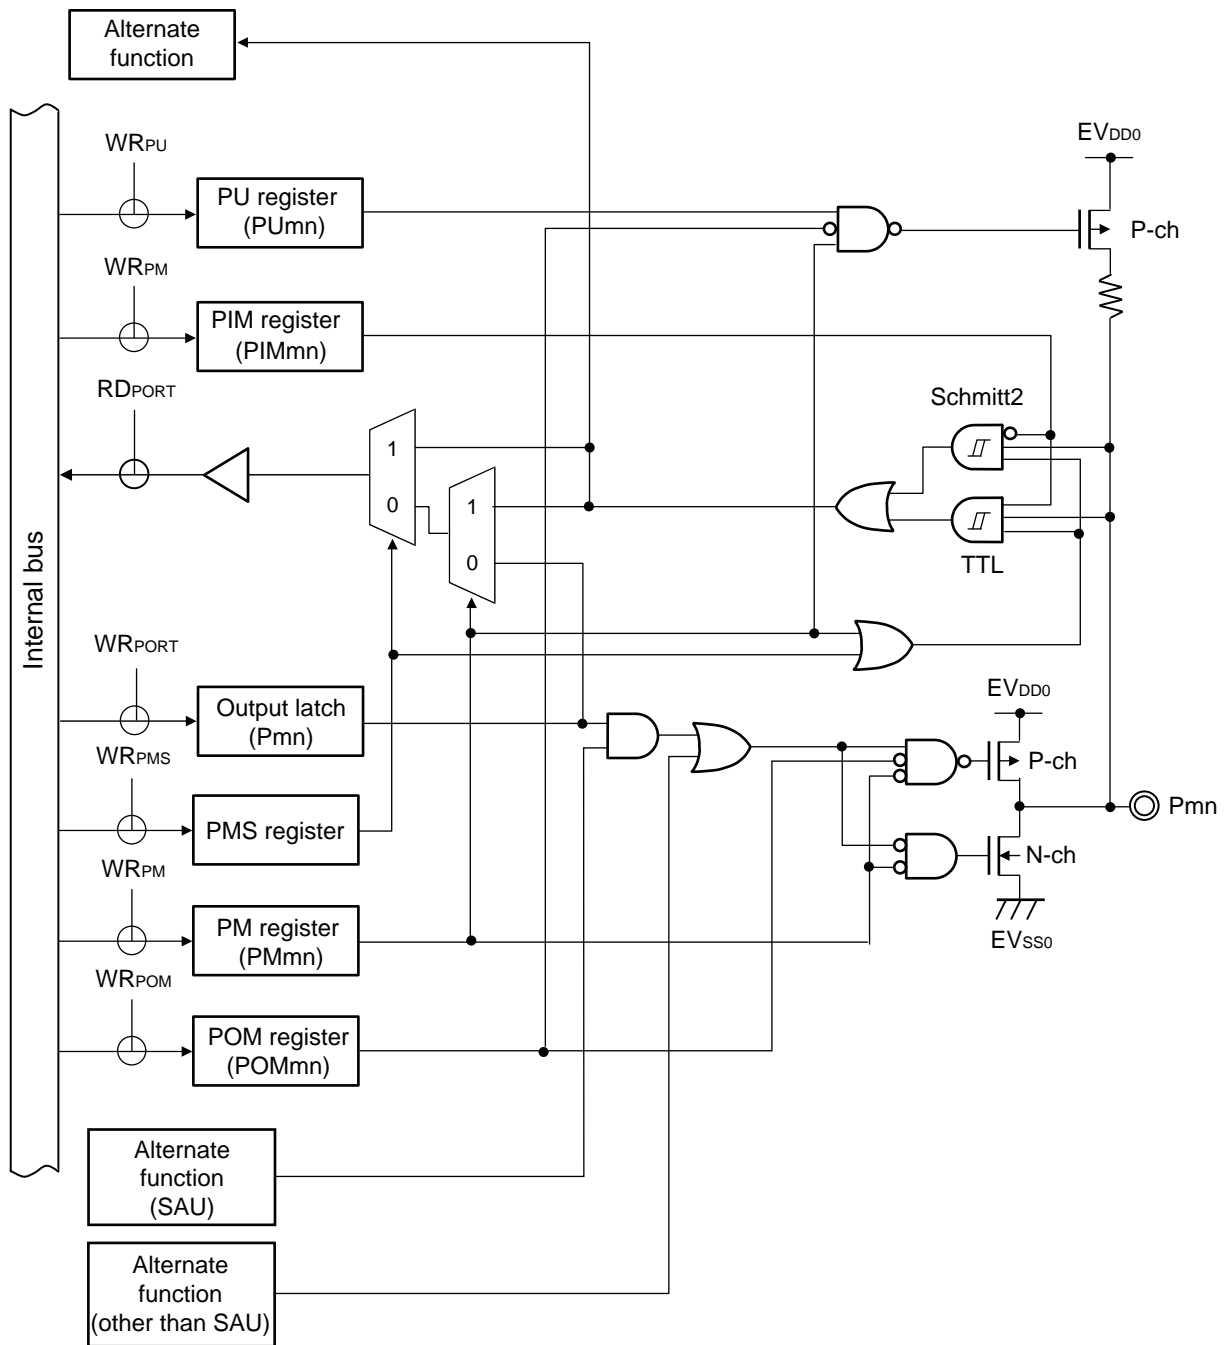 Alternate
function
WRPU
EVDD0
PU register
(PUmn)
P-ch
WRPM
PIM register
(PIMmn)
RDPORT
Schmitt2
1
0
1
0
TTL
Internal bus
WRPORT
Output latch
(Pmn)
EVDD0
WRPMS
P-ch
PMS register
Pmn
WRPM
N-ch
PM register
(PMmn)
EVSS0
WRPOM
POM register
(POMmn)
Alternate
function
(SAU)
Alternate
function
(other than SAU)